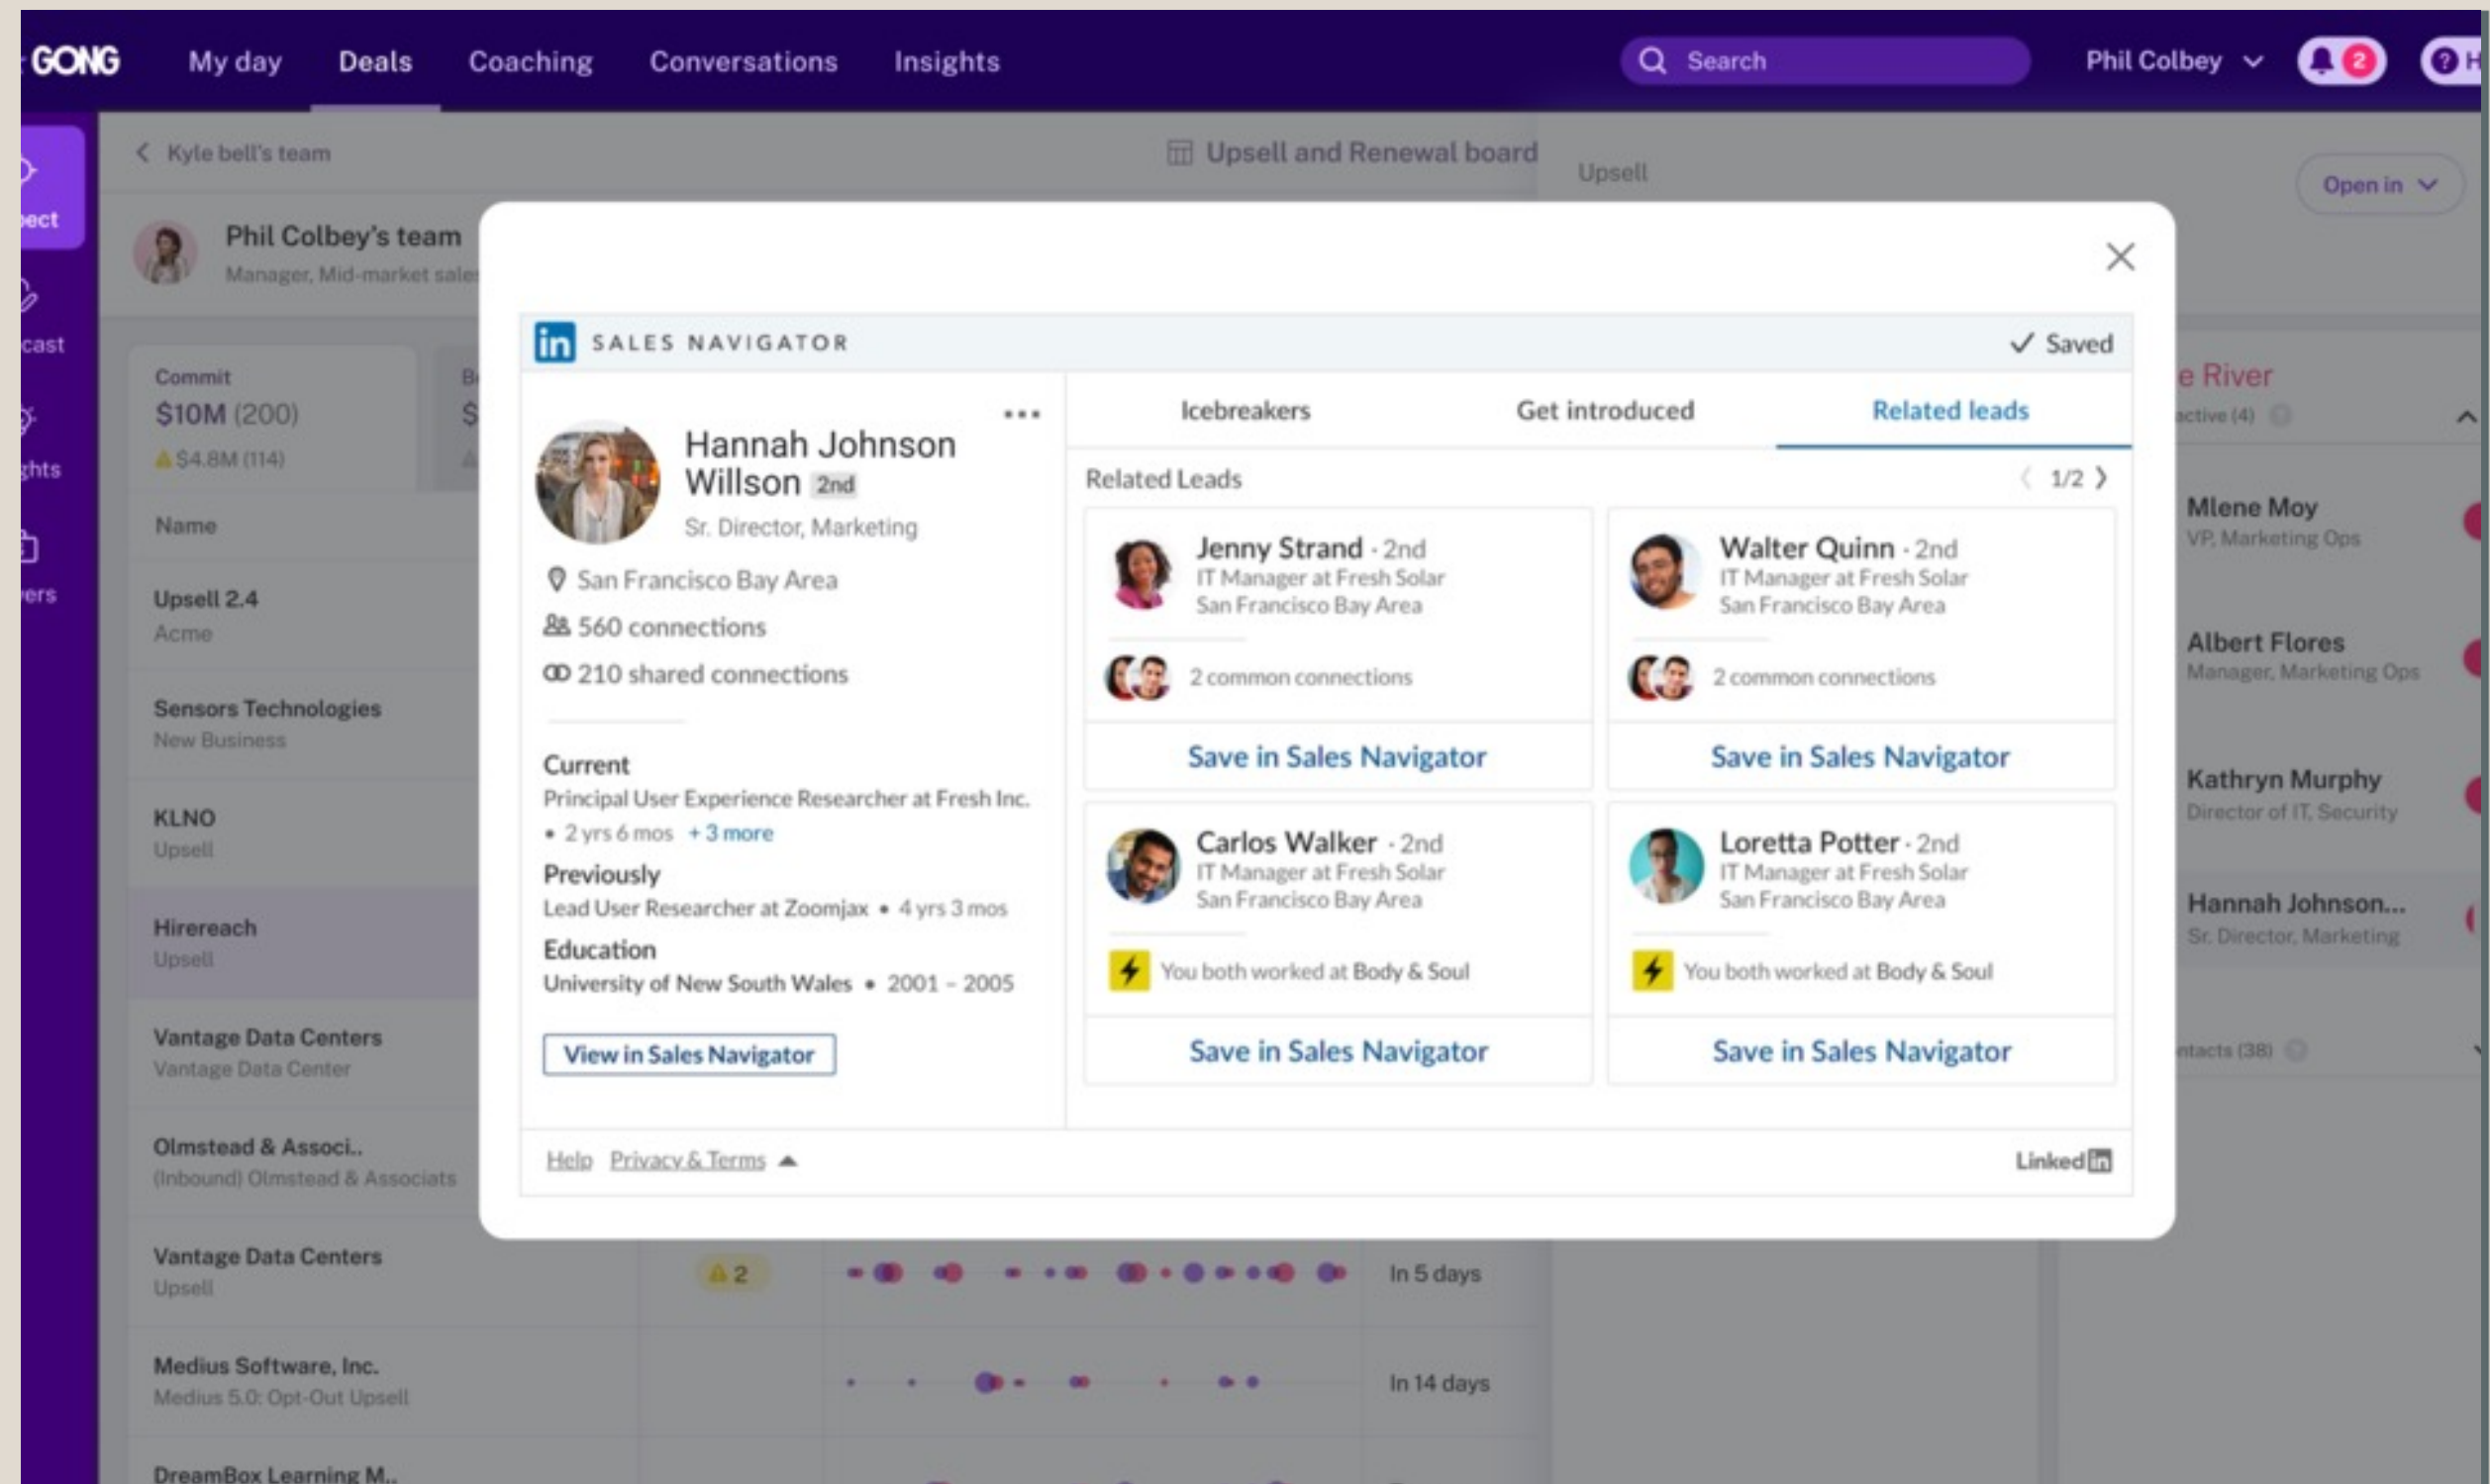 GONG
My day
Deals
Coaching
Conversations
Insights
Search
Phil Colbey
2
Kyle bell's team
Upsell and Renewal board
Upsell
Open in
Phil Colbey's team
Manager, Mid-market sales
Commit
$10M (200)
$4.8M (114)
Name
Upsell 2.4
Acme
Sensors Technologies
New Business
KLNO
Upsell
Hirereach
Upsell
Vantage Data Centers
Vantage Data Center
Olmstead & Associ..
(Inbound) Olmstead & Associats
Vantage Data Centers
Upsell
2
In 5 days
Medius Software, Inc.
Medius 5.0: Opt-Out Upsell
In 14 days
DreamBox Learning M..
in SALES NAVIGATOR
Saved
Hannah Johnson
Willson 2nd
Sr. Director, Marketing
San Francisco Bay Area
560 connections
210 shared connections
Current
Principal User Experience Researcher at Fresh Inc.
• 2 yrs 6 mos + 3 more
Previously
Lead User Researcher at Zoomjax • 4 yrs 3 mos
Education
University of New South Wales • 2001 – 2005
View in Sales Navigator
Icebreakers
Get introduced
Related leads
Related Leads
1/2
Jenny Strand · 2nd
IT Manager at Fresh Solar
San Francisco Bay Area
2 common connections
Save in Sales Navigator
Walter Quinn · 2nd
IT Manager at Fresh Solar
San Francisco Bay Area
2 common connections
Save in Sales Navigator
Carlos Walker · 2nd
IT Manager at Fresh Solar
San Francisco Bay Area
You both worked at Body & Soul
Save in Sales Navigator
Loretta Potter · 2nd
IT Manager at Fresh Solar
San Francisco Bay Area
You both worked at Body & Soul
Save in Sales Navigator
Help
Privacy & Terms
Linkedin
River
active (4)
Mlene Moy
VP, Marketing Ops
Albert Flores
Manager, Marketing Ops
Kathryn Murphy
Director of IT, Security
Hannah Johnson...
Sr. Director, Marketing
ntacts (38)